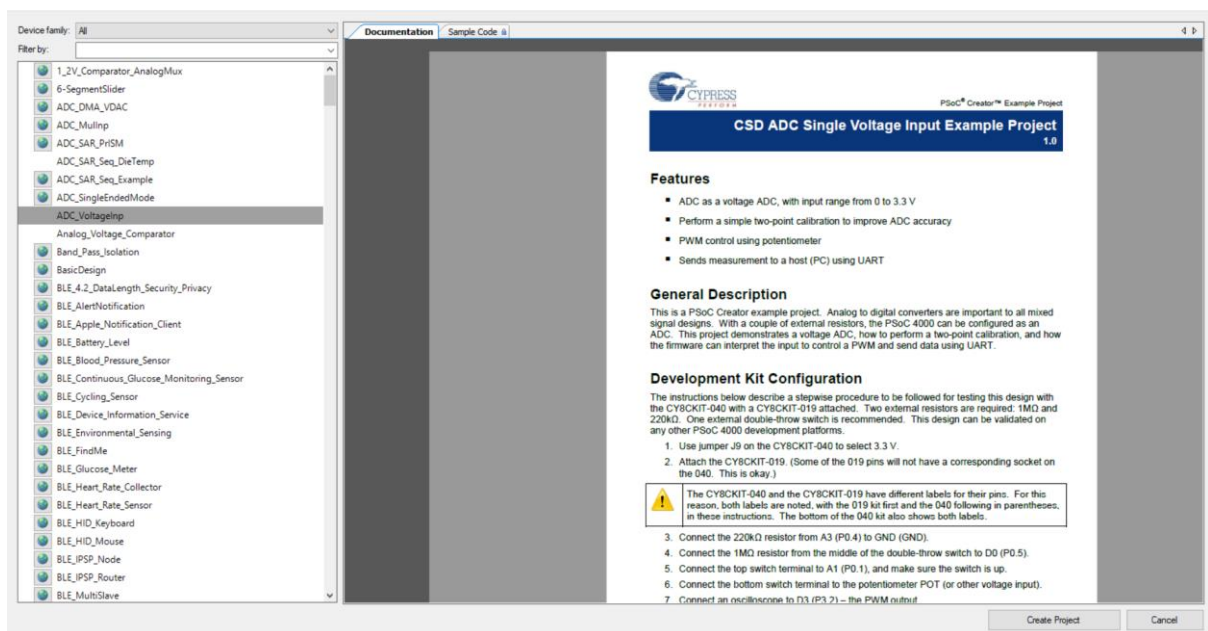 Device family: All
Filter by:
1_2V_Comparator_AnalogMux
6-SegmentSlider
ADC_DMA_VDAC
ADC_MulInp
ADC_SAR_PrISM
ADC_SAR_Seq_DieTemp
ADC_SAR_Seq_Example
ADC_SingleEndedMode
ADC_VoltageInp
Analog_Voltage_Comparator
Band_Pass_Isolation
BasicDesign
BLE_4.2_DataLength_Security_Privacy
BLE_AlertNotification
BLE_Apple_Notification_Client
BLE_Battery_Level
BLE_Blood_Pressure_Sensor
BLE_Continuous_Glucose_Monitoring_Sensor
BLE_Cycling_Sensor
BLE_Device_Information_Service
BLE_Environmental_Sensing
BLE_FindMe
BLE_Glucose_Meter
BLE_Heart_Rate_Collector
BLE_Heart_Rate_Sensor
BLE_HID_Keyboard
BLE_HID_Mouse
BLE_IPSP_Node
BLE_IPSP_Router
BLE_MultiSlave
Documentation Sample Code
CYPRESS
PERFORM
PSoC® Creator™ Example Project
CSD ADC Single Voltage Input Example Project
1.0
Features
▪ ADC as a voltage ADC, with input range from 0 to 3.3 V
▪ Perform a simple two-point calibration to improve ADC accuracy
▪ PWM control using potentiometer
▪ Sends measurement to a host (PC) using UART
General Description
This is a PSoC Creator example project. Analog to digital converters are important to all mixed
signal designs. With a couple of external resistors, the PSoC 4000 can be configured as an
ADC. This project demonstrates a voltage ADC, how to perform a two-point calibration, and how
the firmware can interpret the input to control a PWM and send data using UART.
Development Kit Configuration
The instructions below describe a stepwise procedure to be followed for testing this design with
the CY8CKIT-040 with a CY8CKIT-019 attached. Two external resistors are required: 1MΩ and
220kΩ. One external double-throw switch is recommended. This design can be validated on
any other PSoC 4000 development platforms.
1. Use jumper J9 on the CY8CKIT-040 to select 3.3 V.
2. Attach the CY8CKIT-019. (Some of the 019 pins will not have a corresponding socket on
the 040. This is okay.)
The CY8CKIT-040 and the CY8CKIT-019 have different labels for their pins. For this
reason, both labels are noted, with the 019 kit first and the 040 following in parentheses,
in these instructions. The bottom of the 040 kit also shows both labels.
3. Connect the 220kΩ resistor from A3 (P0.4) to GND (GND).
4. Connect the 1MΩ resistor from the middle of the double-throw switch to D0 (P0.5).
5. Connect the top switch terminal to A1 (P0.1), and make sure the switch is up.
6. Connect the bottom switch terminal to the potentiometer POT (or other voltage input).
7. Connect an oscilloscope to D3 (P3.2) – the PWM output
Create Project Cancel